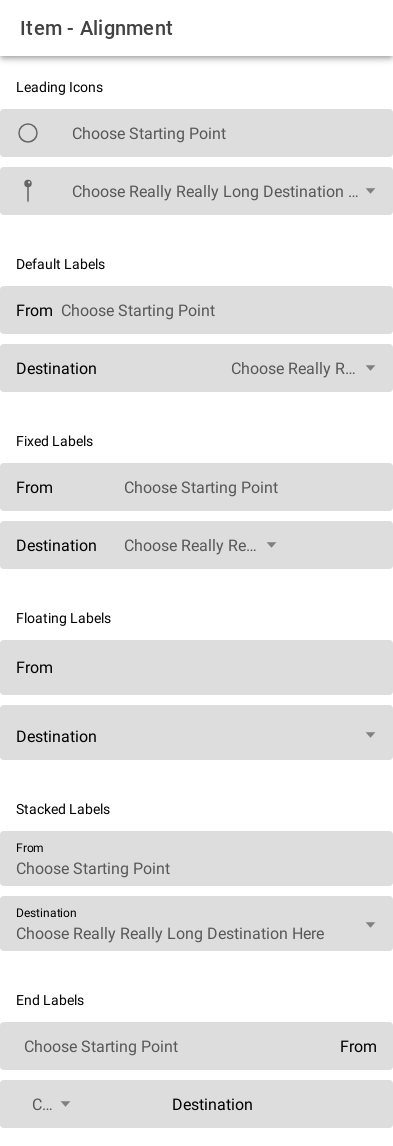 Item - Alignment
Leading Icons
Choose Starting Point
Choose Really Really Long Destination ...
Default Labels
From Choose Starting Point
Destination Choose Really R...
Fixed Labels
From Choose Starting Point
Destination Choose Really Re...
Floating Labels
From
Destination
Stacked Labels
From
Choose Starting Point
Destination
Choose Really Really Long Destination Here
End Labels
Choose Starting Point From
C... Destination